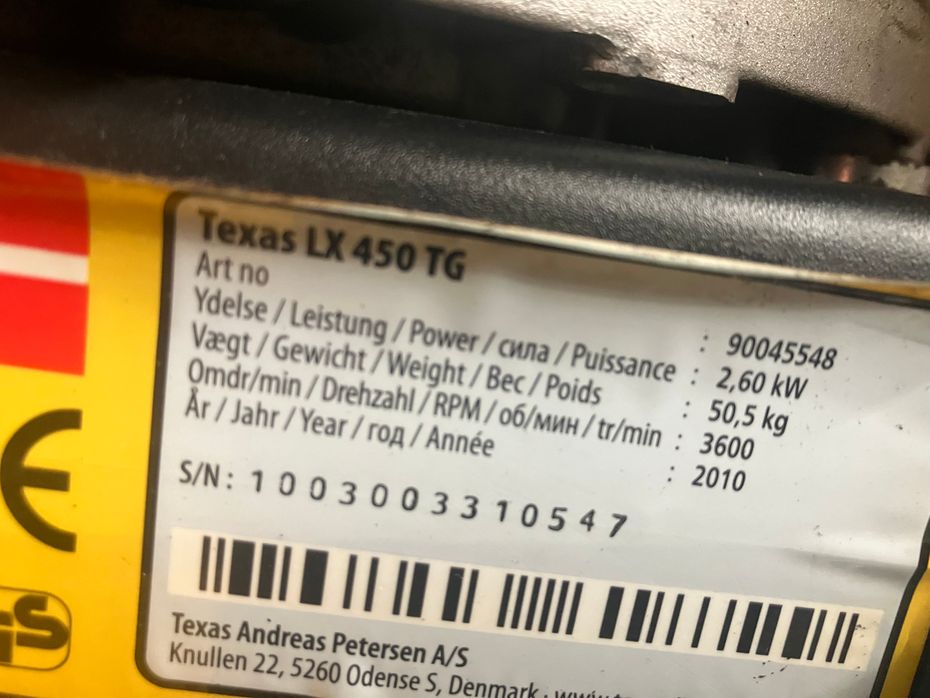 Texas LX 450 TG
Art no : 90045548
Ydelse / Leistung / Power / сила / Puissance : 2,60 kW
Vægt / Gewicht / Weight / Вес / Poids : 50,5 kg
Omdr/min / Drehzahl / RPM / об/мин / tr/min : 3600
År / Jahr / Year / год / Année : 2010
S/N: 1003003310547
Texas Andreas Petersen A/S
Knullen 22, 5260 Odense S, Denmark
CE
GS